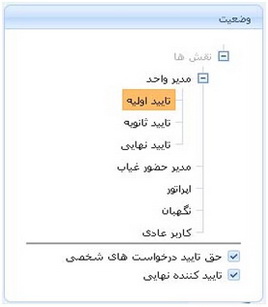 وضعیت
نقش ها
مدیر واحد
تایید اولیه
تایید ثانویه
تایید نهایی
مدیر حضور غیاب
اپراتور
نگهبان
کاربر عادی
حق تایید درخواست های شخصی
تایید کننده نهایی